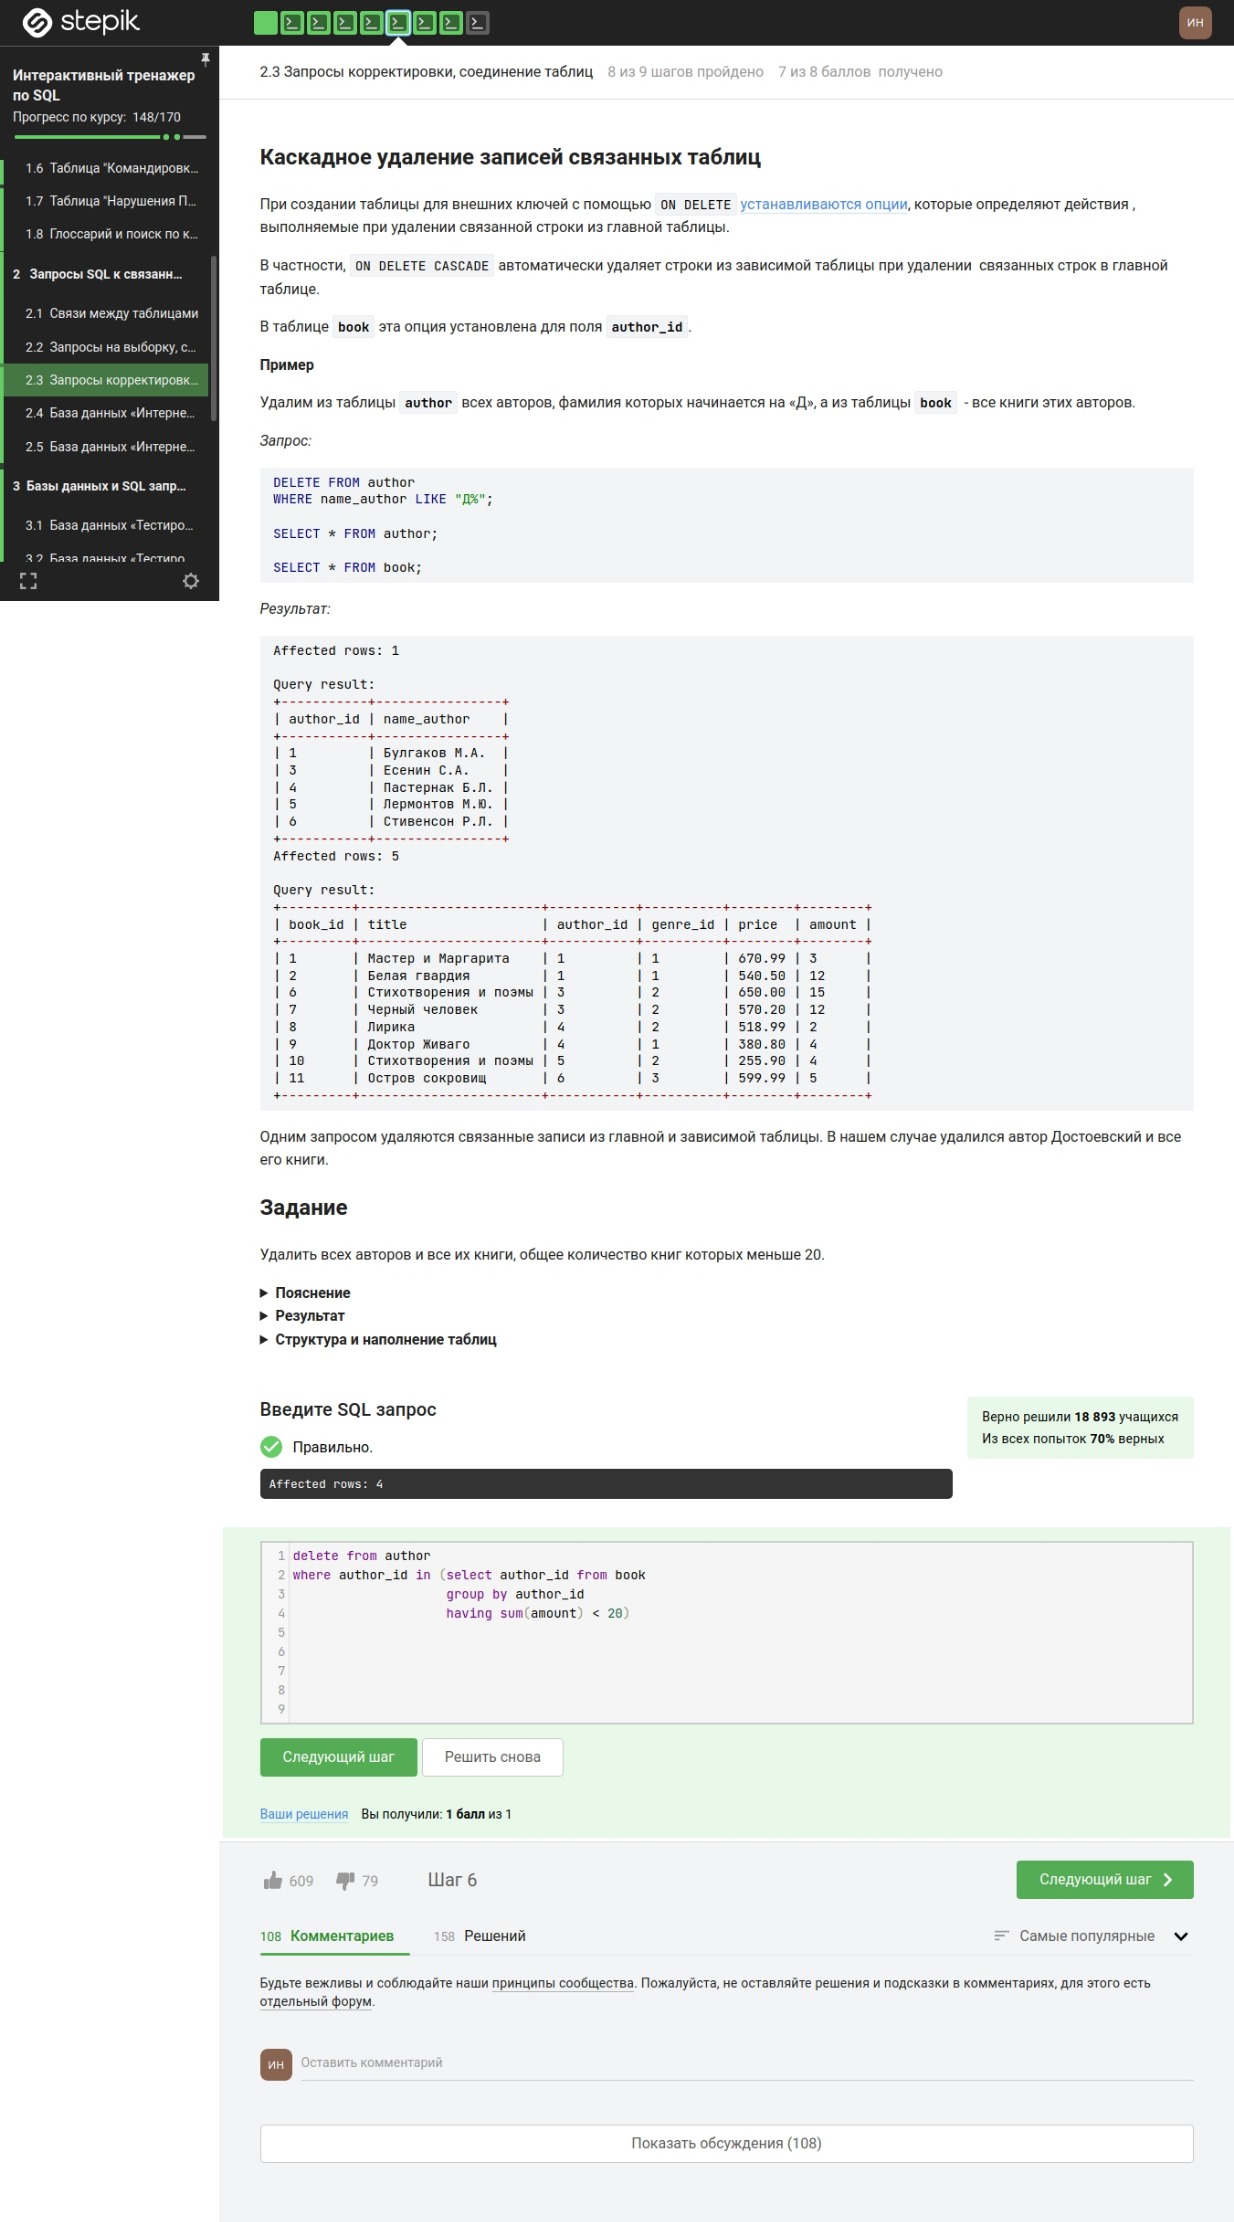 stepik
ИН
Интерактивный тренажер
по SQL
Прогресс по курсу: 148/170
1.6 Таблица "Командировк...
1.7 Таблица "Нарушения П...
1.8 Глоссарий и поиск по к...
2 Запросы SQL к связанн...
2.1 Связи между таблицами
2.2 Запросы на выборку, с...
2.3 Запросы корректировк...
2.4 База данных «Интерне...
2.5 База данных «Интерне...
3 Базы данных и SQL запр...
3.1 База данных «Тестиро...
3.2 База данных «Тестиро
2.3 Запросы корректировки, соединение таблиц 8 из 9 шагов пройдено 7 из 8 баллов получено
Каскадное удаление записей связанных таблиц
При создании таблицы для внешних ключей с помощью ON DELETE устанавливаются опции, которые определяют действия ,
выполняемые при удалении связанной строки из главной таблицы.
В частности, ON DELETE CASCADE автоматически удаляет строки из зависимой таблицы при удалении связанных строк в главной
таблице.
В таблице book эта опция установлена для поля author_id.
Пример
Удалим из таблицы author всех авторов, фамилия которых начинается на «Д», а из таблицы book - все книги этих авторов.
Запрос:
DELETE FROM author
WHERE name_author LIKE "Д%";
SELECT * FROM author;
SELECT * FROM book;
Результат:
Affected rows: 1
Query result:
+-----------+----------------+
| author_id | name_author    |
+-----------+----------------+
| 1         | Булгаков М.А.  |
| 3         | Есенин С.А.    |
| 4         | Пастернак Б.Л. |
| 5         | Лермонтов М.Ю. |
| 6         | Стивенсон Р.Л. |
+-----------+----------------+
Affected rows: 5
Query result:
+---------+-----------------------+-----------+----------+--------+--------+
| book_id | title                 | author_id | genre_id | price  | amount |
+---------+-----------------------+-----------+----------+--------+--------+
| 1       | Мастер и Маргарита    | 1         | 1        | 670.99 | 3      |
| 2       | Белая гвардия         | 1         | 1        | 540.50 | 12     |
| 6       | Стихотворения и поэмы | 3         | 2        | 650.00 | 15     |
| 7       | Черный человек        | 3         | 2        | 570.20 | 12     |
| 8       | Лирика                | 4         | 2        | 518.99 | 2      |
| 9       | Доктор Живаго         | 4         | 1        | 380.80 | 4      |
| 10      | Стихотворения и поэмы | 5         | 2        | 255.90 | 4      |
| 11      | Остров сокровищ       | 6         | 3        | 599.99 | 5      |
+---------+-----------------------+-----------+----------+--------+--------+
Одним запросом удаляются связанные записи из главной и зависимой таблицы. В нашем случае удалился автор Достоевский и все
его книги.
Задание
Удалить всех авторов и все их книги, общее количество книг которых меньше 20.
Пояснение
Результат
Структура и наполнение таблиц
Введите SQL запрос
Верно решили 18 893 учащихся
Из всех попыток 70% верных
Правильно.
Affected rows: 4
1 delete from author
2 where author_id in (select author_id from book
3 group by author_id
4 having sum(amount) < 20)
5
6
7
8
9
Следующий шаг Решить снова
Ваши решения Вы получили: 1 балл из 1
609 79 Шаг 6 Следующий шаг
108 Комментариев 158 Решений Самые популярные
Будьте вежливы и соблюдайте наши принципы сообщества. Пожалуйста, не оставляйте решения и подсказки в комментариях, для этого есть
отдельный форум.
ИН Оставить комментарий
Показать обсуждения (108)